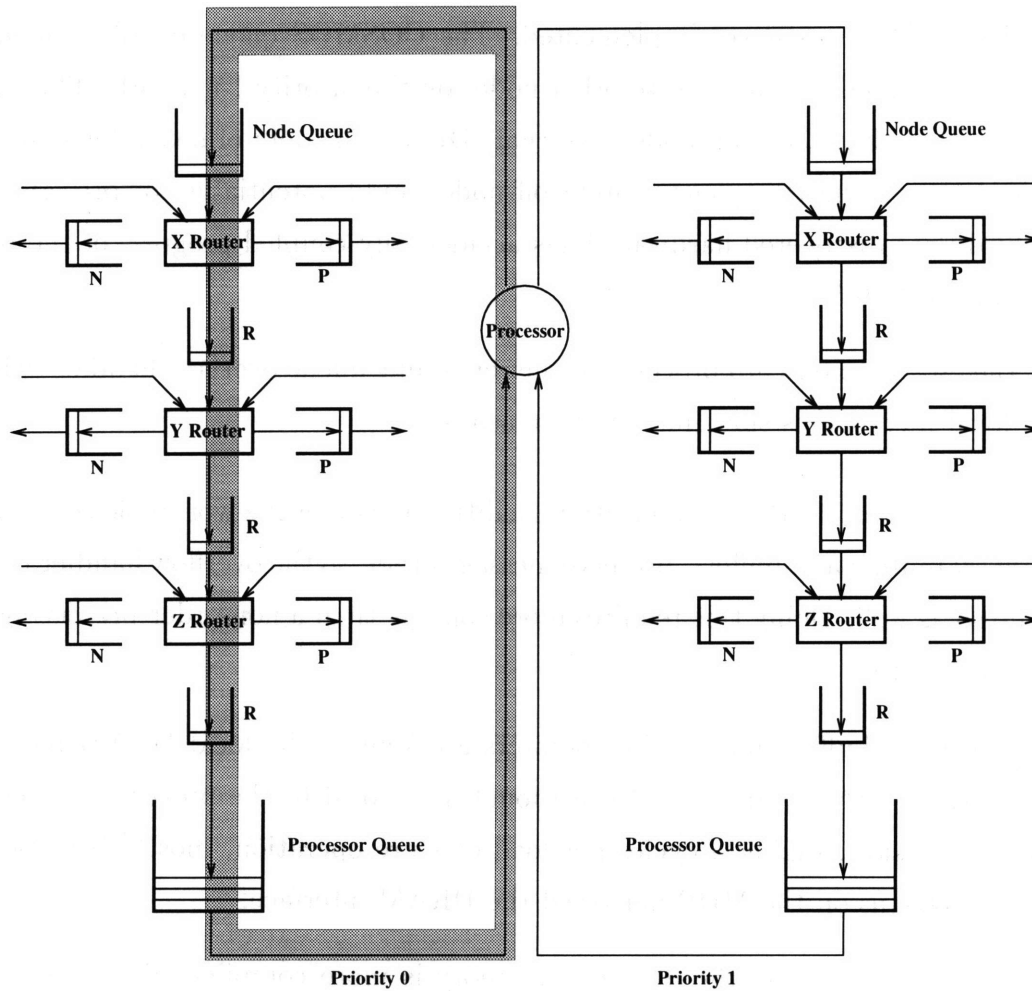 Node Queue
Node Queue
X Router
X Router
N
P
N
P
R
R
Processor
Y Router
Y Router
N
P
N
P
R
R
Z Router
Z Router
N
P
N
P
R
R
Processor Queue
Processor Queue
Priority 0
Priority 1